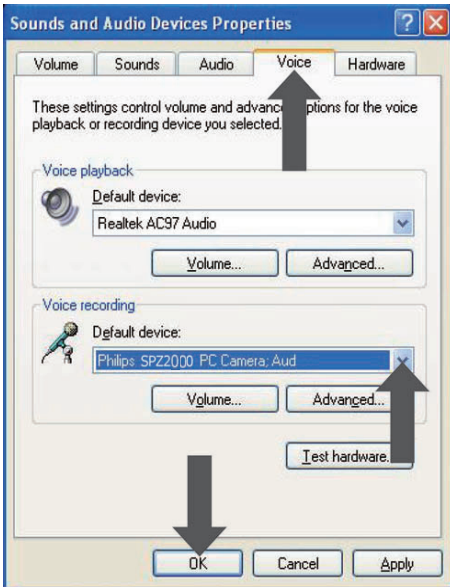 Sounds and Audio Devices Properties
Volume
Sounds
Audio
Voice
Hardware
These settings control volume and advanc ptions for the voice
playback or recording device you selected.
Voice playback
Default device:
Realtek AC97 Audio
Volume...
Advanced...
Voice recording
Default device:
Philips SPZ2000 PC Camera; Aud
Volume...
Advanced...
Test hardware..
OK
Cancel
Apply